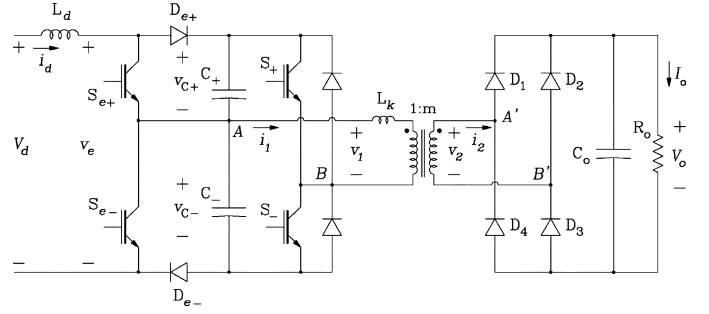 L_d
D_e+
+ i_d +
+
S_e+ v_C+ C_+ S_+
−
L_k 1:m
D_1 D_2
I_o
A i_1 + + i_2 A'
V_d v_e v_1 v_2
C_o R_o + V_o −
B − − B'
+
S_e− v_C− C_− S_−
−
D_4 D_3
− −
D_e−